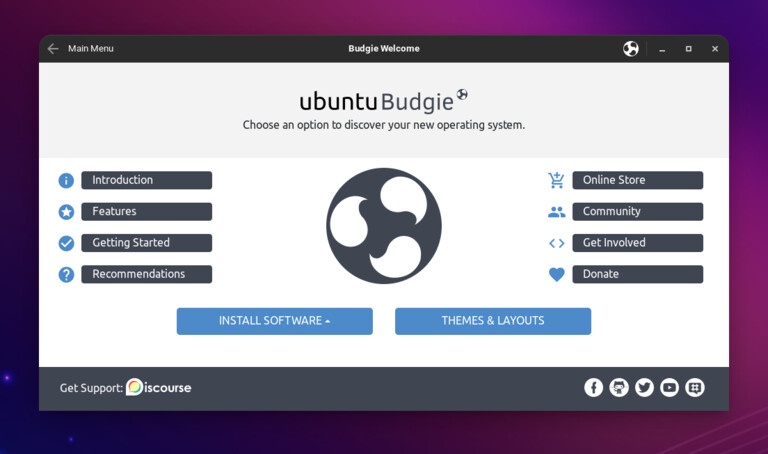 Main Menu
Budgie Welcome
ubuntu Budgie
Choose an option to discover your new operating system.
Introduction
Features
Getting Started
Recommendations
Online Store
Community
Get Involved
Donate
INSTALL SOFTWARE
THEMES & LAYOUTS
Get Support: Discourse